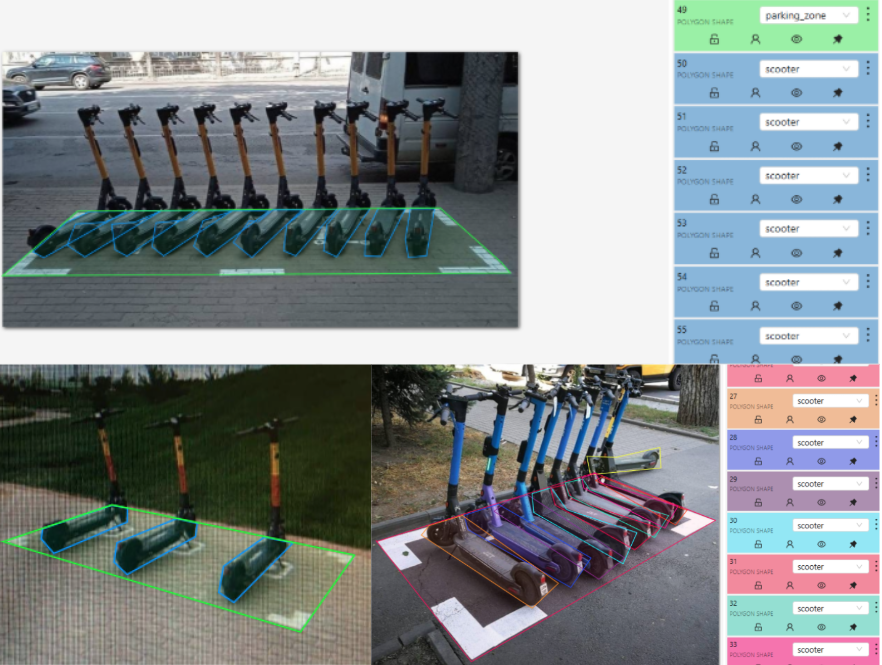 49
POLYGON SHAPE
parking_zone
50
POLYGON SHAPE
scooter
51
POLYGON SHAPE
scooter
52
POLYGON SHAPE
scooter
53
POLYGON SHAPE
scooter
54
POLYGON SHAPE
scooter
55
POLYGON SHAPE
scooter
POLYGON SHAPE
27
POLYGON SHAPE
scooter
28
POLYGON SHAPE
scooter
29
POLYGON SHAPE
scooter
30
POLYGON SHAPE
scooter
31
POLYGON SHAPE
scooter
32
POLYGON SHAPE
scooter
33
POLYGON SHAPE
scooter